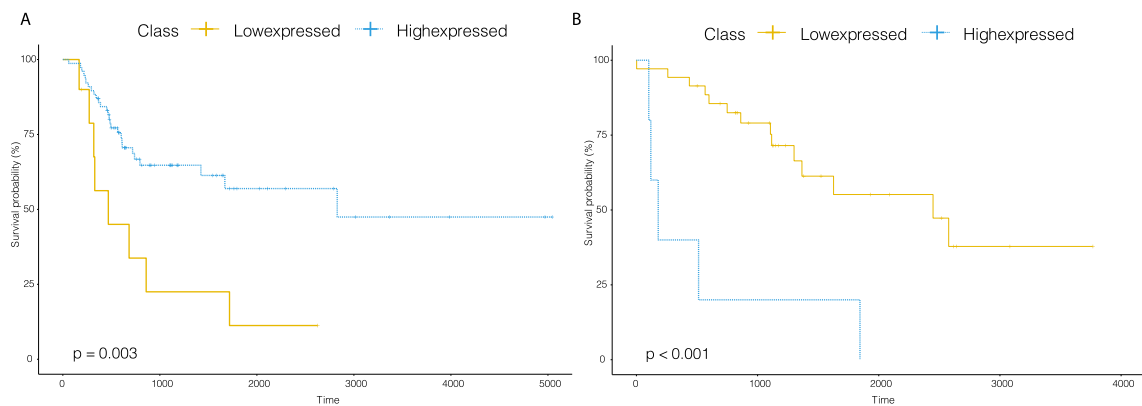 A
Class Lowexpressed Highexpressed
100
75
50
25
0
Survival probability (%)
p = 0.003
0 1000 2000 3000 4000 5000
Time
B
Class Lowexpressed Highexpressed
100
75
50
25
0
Survival probability (%)
p < 0.001
0 1000 2000 3000 4000
Time